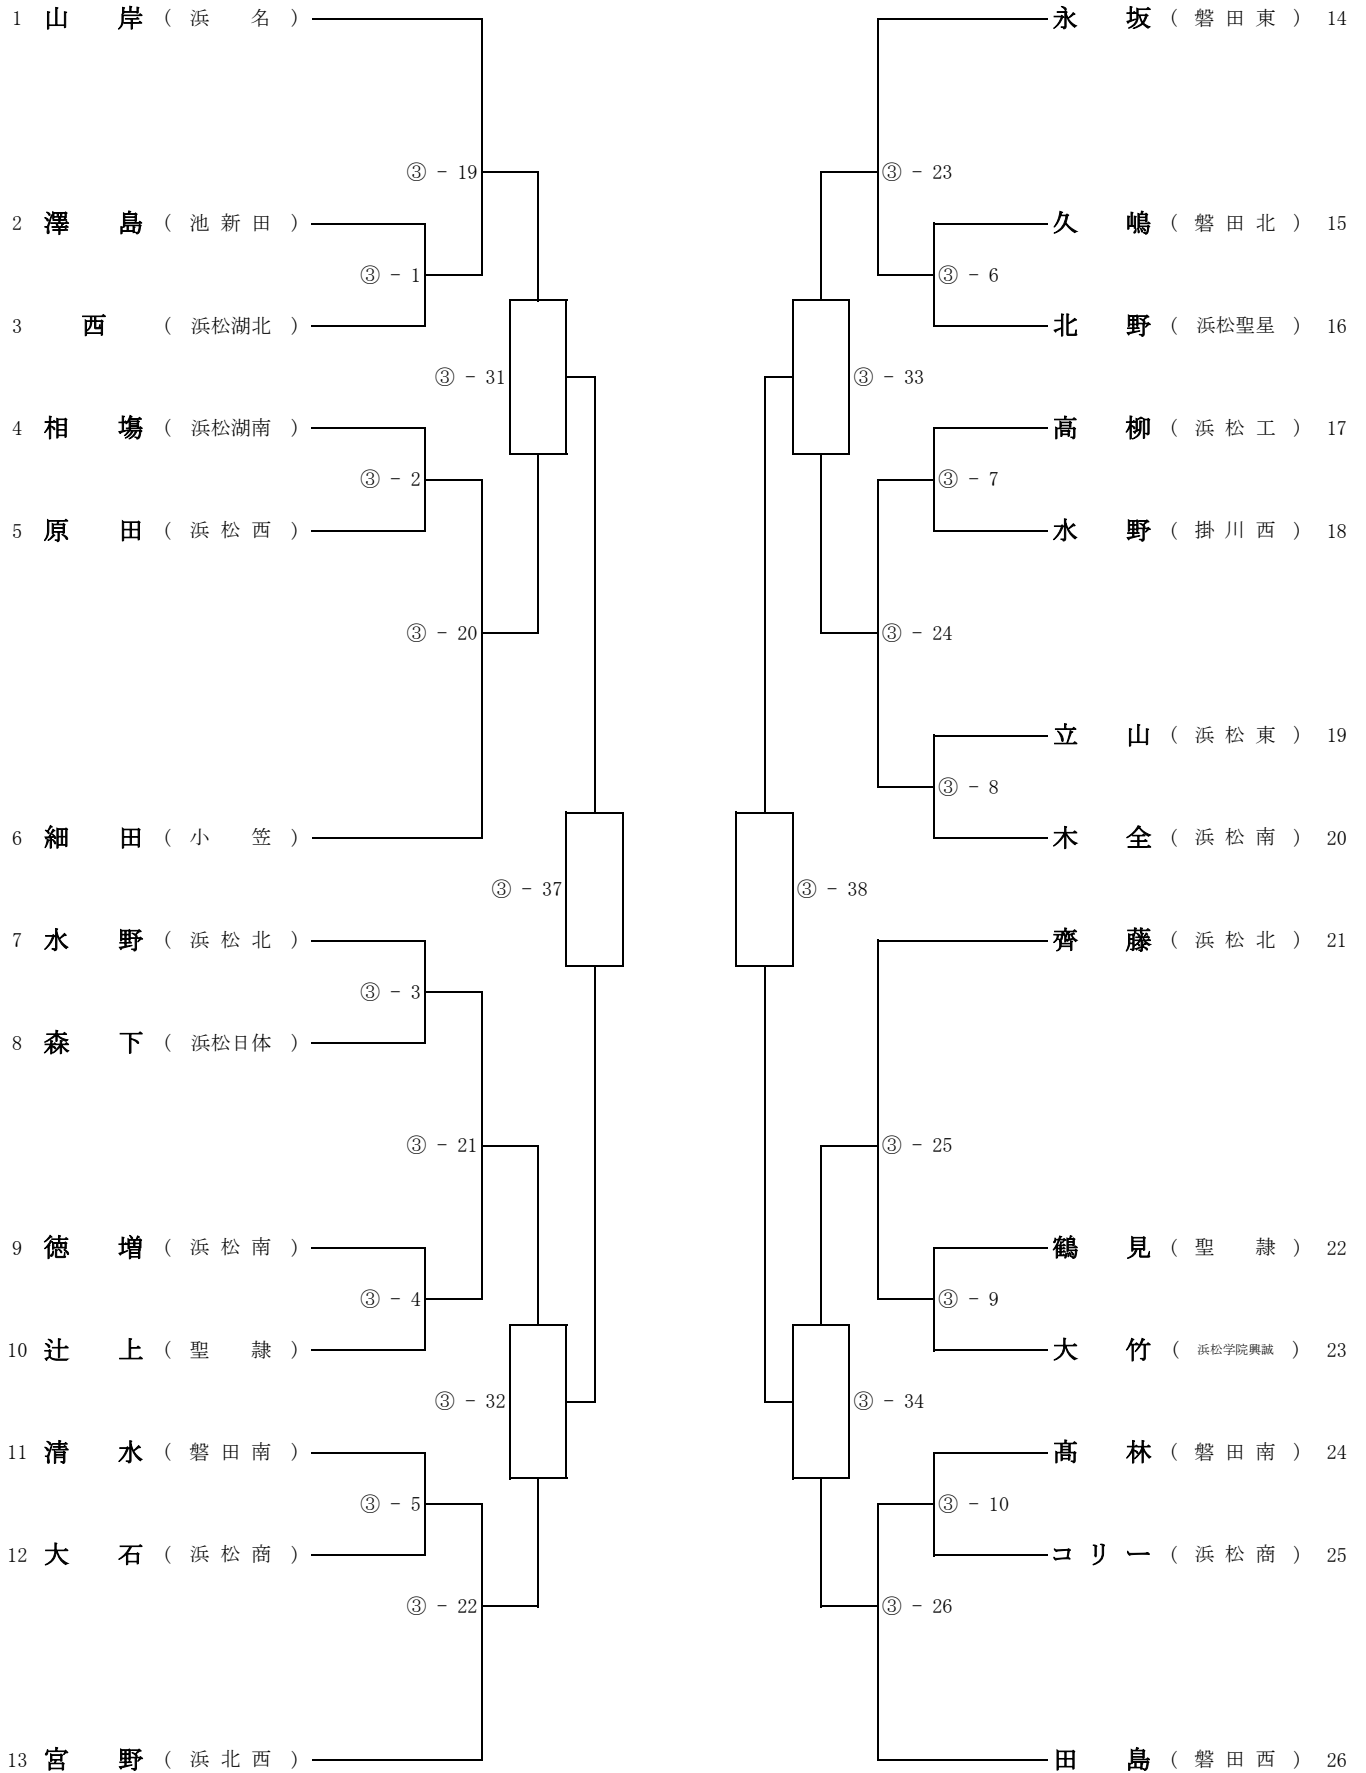 1 山 岸 ( 浜 名 )
永 坂 ( 磐 田 東 ) 14
③ - 19
③ - 23
2 澤 島 ( 池 新 田 )
久 嶋 ( 磐 田 北 ) 15
③ - 1
③ - 6
3 西 ( 浜松湖北 )
北 野 ( 浜松聖星 ) 16
③ - 31
③ - 33
4 相 塲 ( 浜松湖南 )
高 柳 ( 浜 松 工 ) 17
③ - 2
③ - 7
5 原 田 ( 浜 松 西 )
水 野 ( 掛 川 西 ) 18
③ - 20
③ - 24
立 山 ( 浜 松 東 ) 19
③ - 8
6 細 田 ( 小 笠 )
木 全 ( 浜 松 南 ) 20
③ - 37
③ - 38
7 水 野 ( 浜 松 北 )
齊 藤 ( 浜 松 北 ) 21
③ - 3
8 森 下 ( 浜松日体 )
③ - 21
③ - 25
9 徳 増 ( 浜 松 南 )
鶴 見 ( 聖 隷 ) 22
③ - 4
③ - 9
10 辻 上 ( 聖 隷 )
大 竹 ( 浜松学院興誠 ) 23
③ - 32
③ - 34
11 清 水 ( 磐 田 南 )
髙 林 ( 磐 田 南 ) 24
③ - 5
③ - 10
12 大 石 ( 浜 松 商 )
コ リ ー ( 浜 松 商 ) 25
③ - 22
③ - 26
13 宮 野 ( 浜 北 西 )
田 島 ( 磐 田 西 ) 26